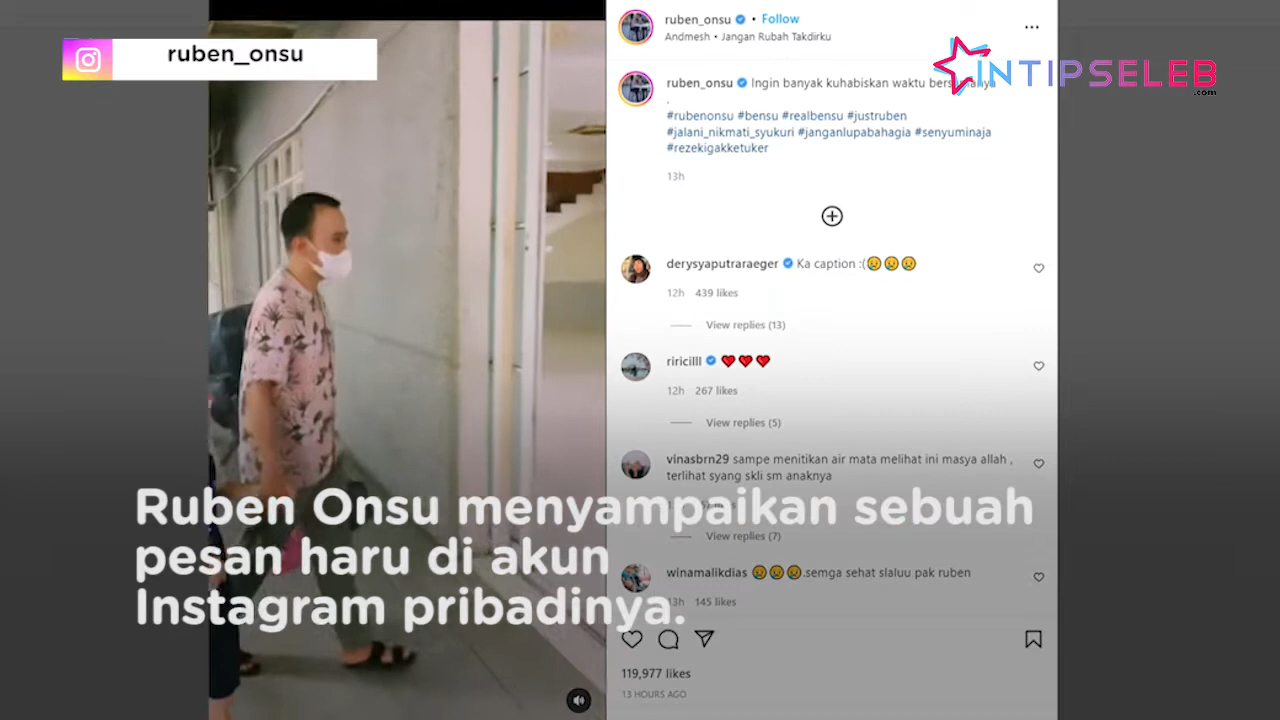 ruben_onsu
ruben_onsu • Follow
Andmesh • Jangan Rubah Takdirku
INTIPSELEB
.com
ruben_onsu Ingin banyak kuhabiskan waktu
.
#rubenonsu #bensu #realbensu #justruben
#jalani_nikmati_syukuri #janganlupabahagia #senyuminaja
#rezekigakketuker
13h
derysyaputraraeger Ka caption :(😥😥😥
12h 439 likes
View replies (13)
riricilll ❤❤❤
12h 267 likes
View replies (5)
vinasbrn29 sampe menitikan air mata melihat ini masya allah ,
terlihat syang skli sm anaknya
View replies (7)
Ruben Onsu menyampaikan sebuah
pesan haru di akun
Instagram pribadinya.
winamalikdias 😥😥😥.semga sehat slaluu pak ruben
13h 145 likes
119,977 likes
13 HOURS AGO